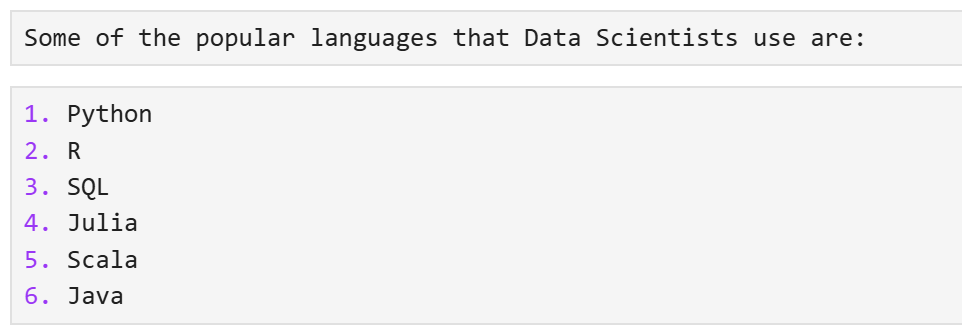 Some of the popular languages that Data Scientists use are:
1. Python
2. R
3. SQL
4. Julia
5. Scala
6. Java